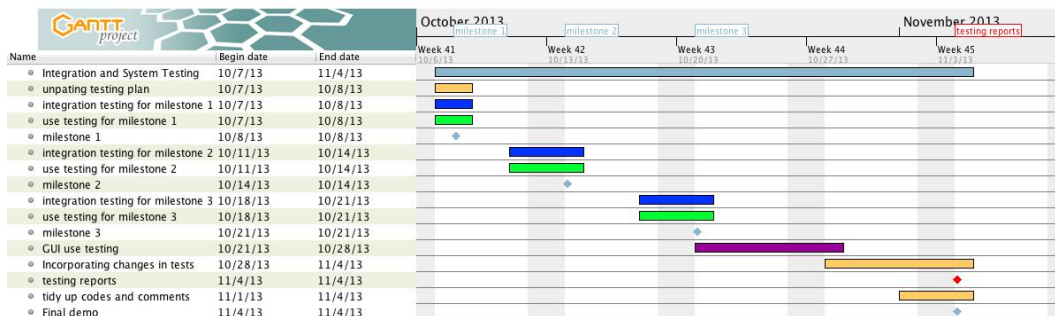 GANTT
project
October 2013
November 2013
milestone 1
milestone 2
milestone 3
testing reports
Week 41
Week 42
Week 43
Week 44
Week 45
Name Begin date End date
10/6/13
10/13/13
10/20/13
10/27/13
11/3/13
Integration and System Testing 10/7/13 11/4/13
unpating testing plan 10/7/13 10/8/13
integration testing for milestone 1 10/7/13 10/8/13
use testing for milestone 1 10/7/13 10/8/13
milestone 1 10/8/13 10/8/13
integration testing for milestone 2 10/11/13 10/14/13
use testing for milestone 2 10/11/13 10/14/13
milestone 2 10/14/13 10/14/13
integration testing for milestone 3 10/18/13 10/21/13
use testing for milestone 3 10/18/13 10/21/13
milestone 3 10/21/13 10/21/13
GUI use testing 10/21/13 10/28/13
Incorporating changes in tests 10/28/13 11/4/13
testing reports 11/4/13 11/4/13
tidy up codes and comments 11/1/13 11/4/13
Final demo 11/4/13 11/4/13